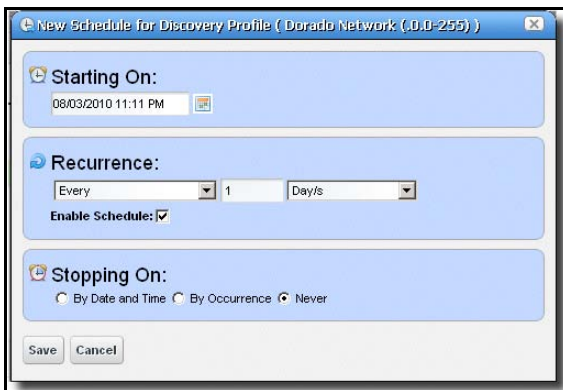 New Schedule for Discovery Profile ( Dorado Network (.0.0-255) )
Starting On:
08/03/2010 11:11 PM
Recurrence:
Every 1 Day/s
Enable Schedule:
Stopping On:
By Date and Time By Occurrence Never
Save Cancel